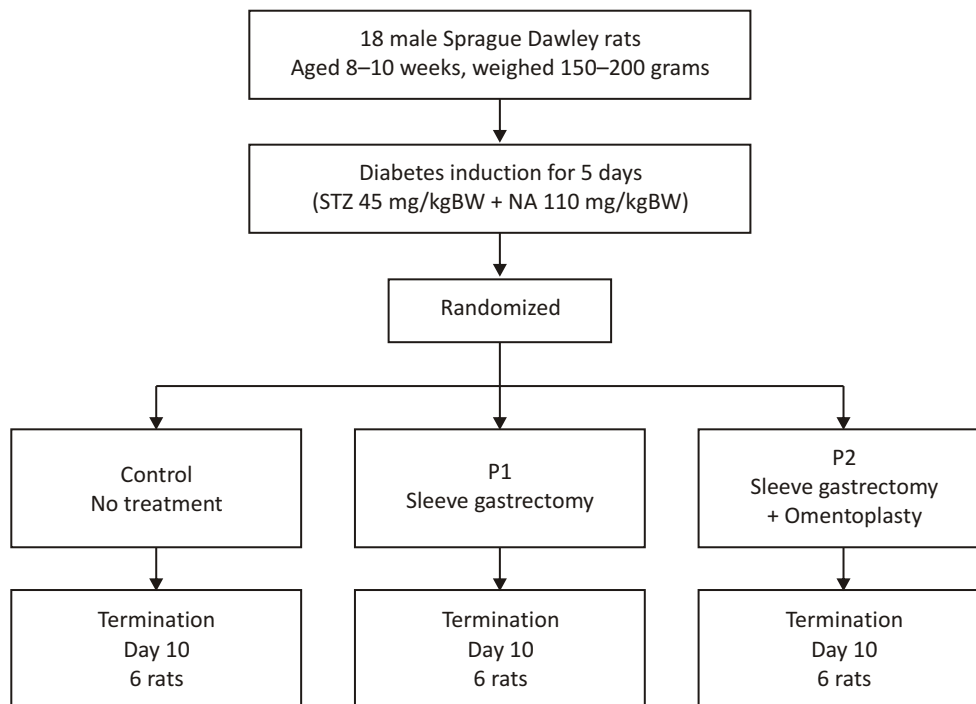 18 male Sprague Dawley rats
Aged 8–10 weeks, weighed 150–200 grams
Diabetes induction for 5 days
(STZ 45 mg/kgBW + NA 110 mg/kgBW)
Randomized
Control
No treatment
P1
Sleeve gastrectomy
P2
Sleeve gastrectomy
+ Omentoplasty
Termination
Day 10
6 rats
Termination
Day 10
6 rats
Termination
Day 10
6 rats